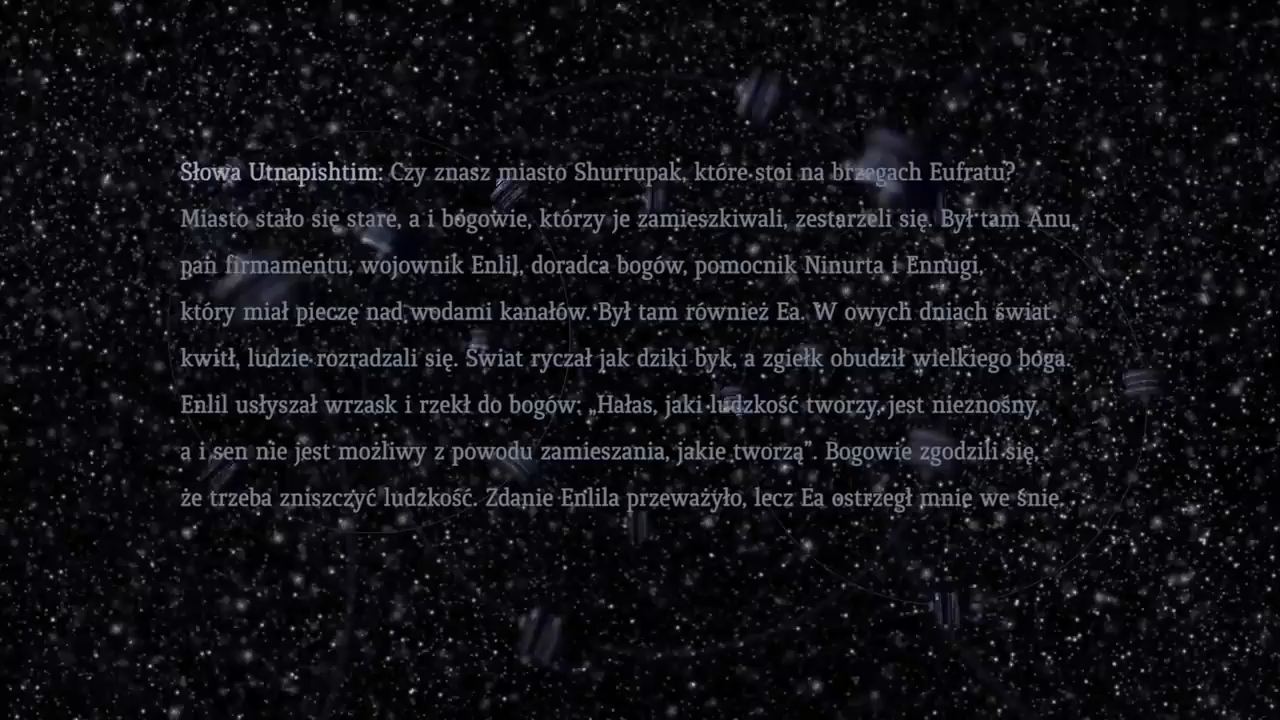 Słowa Utnapishtim: Czy znasz miasto Shurrupak, które stoi na brzegach Eufratu?
Miasto stało się stare, a i bogowie, którzy je zamieszkiwali, zestarzeli się. Był tam Anu,
pan firmamentu, wojownik Enlil, doradca bogów, pomocnik Ninurta i Ennugi,
który miał pieczę nad wodami kanałów. Był tam również Ea. W owych dniach świat
kwitł, ludzie rozradzali się. Świat ryczał jak dziki byk, a zgiełk obudził wielkiego boga.
Enlil usłyszał wrzask i rzekł do bogów: „Hałas, jaki ludzkość tworzy, jest nieznośny,
a i sen nie jest możliwy z powodu zamieszania, jakie tworzą”. Bogowie zgodzili się,
że trzeba zniszczyć ludzkość. Zdanie Enlila przeważyło, lecz Ea ostrzegł mnie we śnie.